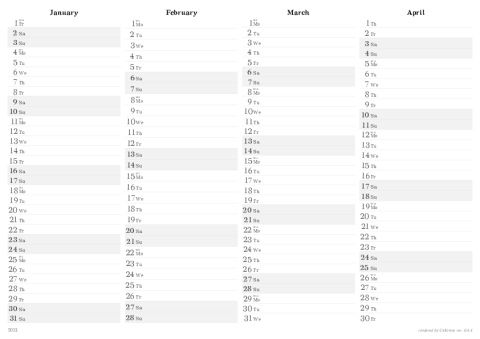 January
1 Fr
2 Sa
3 Su
4 Mo
5 Tu
6 We
7 Th
8 Fr
9 Sa
10 Su
11 Mo
12 Tu
13 We
14 Th
15 Fr
16 Sa
17 Su
18 Mo
19 Tu
20 We
21 Th
22 Fr
23 Sa
24 Su
25 Mo
26 Tu
27 We
28 Th
29 Fr
30 Sa
31 Su
February
1 Mo
2 Tu
3 We
4 Th
5 Fr
6 Sa
7 Su
8 Mo
9 Tu
10 We
11 Th
12 Fr
13 Sa
14 Su
15 Mo
16 Tu
17 We
18 Th
19 Fr
20 Sa
21 Su
22 Mo
23 Tu
24 We
25 Th
26 Fr
27 Sa
28 Su
March
1 Mo
2 Tu
3 We
4 Th
5 Fr
6 Sa
7 Su
8 Mo
9 Tu
10 We
11 Th
12 Fr
13 Sa
14 Su
15 Mo
16 Tu
17 We
18 Th
19 Fr
20 Sa
21 Su
22 Mo
23 Tu
24 We
25 Th
26 Fr
27 Sa
28 Su
29 Mo
30 Tu
31 We
April
1 Th
2 Fr
3 Sa
4 Su
5 Mo
6 Tu
7 We
8 Th
9 Fr
10 Sa
11 Su
12 Mo
13 Tu
14 We
15 Th
16 Fr
17 Sa
18 Su
19 Mo
20 Tu
21 We
22 Th
23 Fr
24 Sa
25 Su
26 Mo
27 Tu
28 We
29 Th
30 Fr
2021
created by